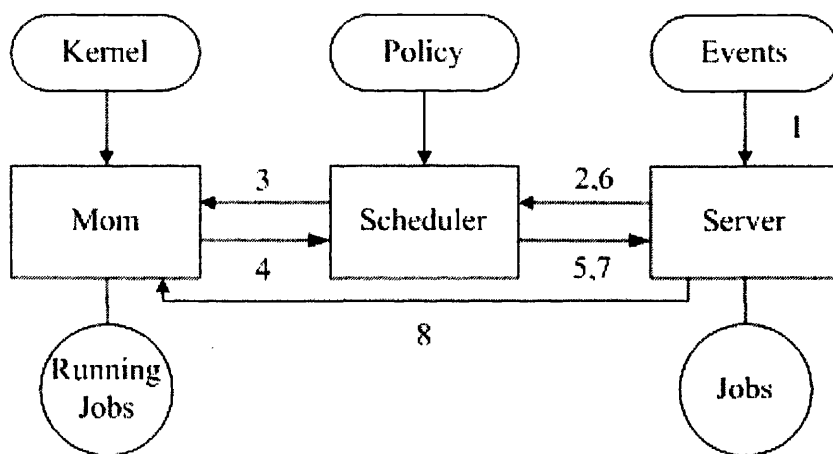 Kernel
Policy
Events
1
3
2,6
Mom
Scheduler
Server
4
5,7
8
Running
Jobs
Jobs